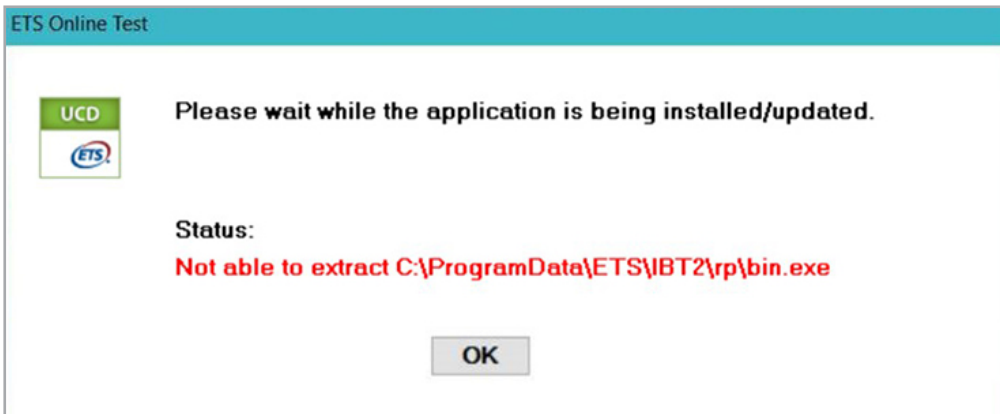 ETS Online Test
UCD
Please wait while the application is being installed/updated.
ETS
Status:
Not able to extract C:\ProgramData\ETS\IBT2\rp\bin.exe
OK